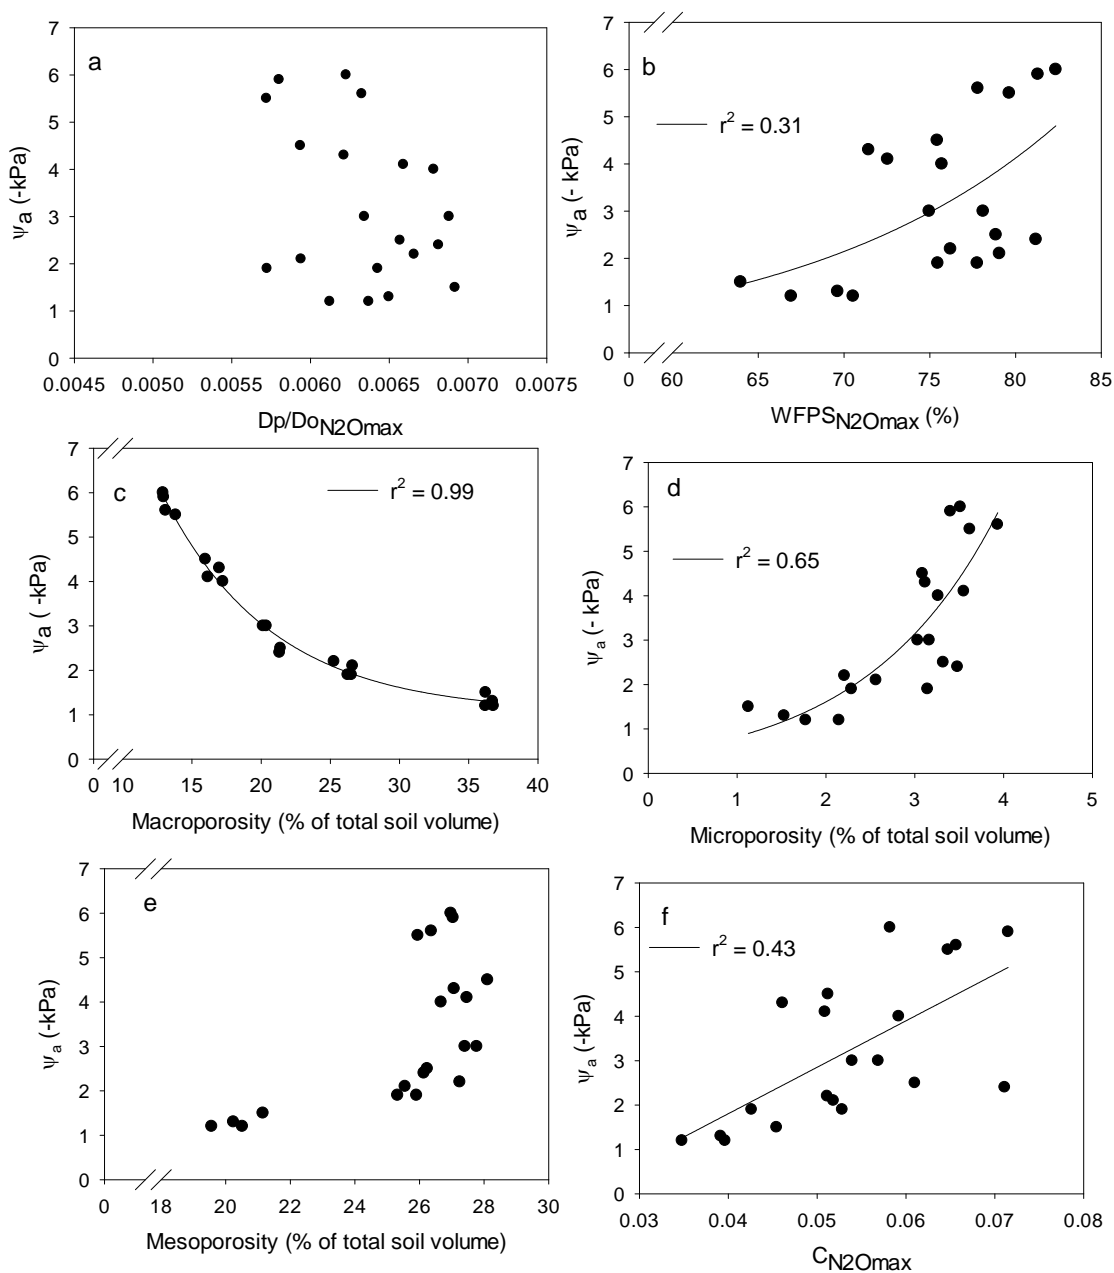 a
ψa (-kPa)
7
6
5
4
3
2
1
0
0.0045 0.0050 0.0055 0.0060 0.0065 0.0070 0.0075
Dp/DoN2Omax
b
r2 = 0.31
ψa (- kPa)
7
6
5
4
3
2
1
0
0 60 65 70 75 80 85
WFPSN2Omax (%)
c
r2 = 0.99
ψa ( -kPa)
7
6
5
4
3
2
1
0
0 10 15 20 25 30 35 40
Macroporosity (% of total soil volume)
d
r2 = 0.65
ψa (- kPa)
7
6
5
4
3
2
1
0
0 1 2 3 4 5
Microporosity (% of total soil volume)
e
ψa (-kPa)
7
6
5
4
3
2
1
0
0 18 20 22 24 26 28 30
Mesoporosity (% of total soil volume)
f
r2 = 0.43
ψa (-kPa)
7
6
5
4
3
2
1
0
0.03 0.04 0.05 0.06 0.07 0.08
CN2Omax